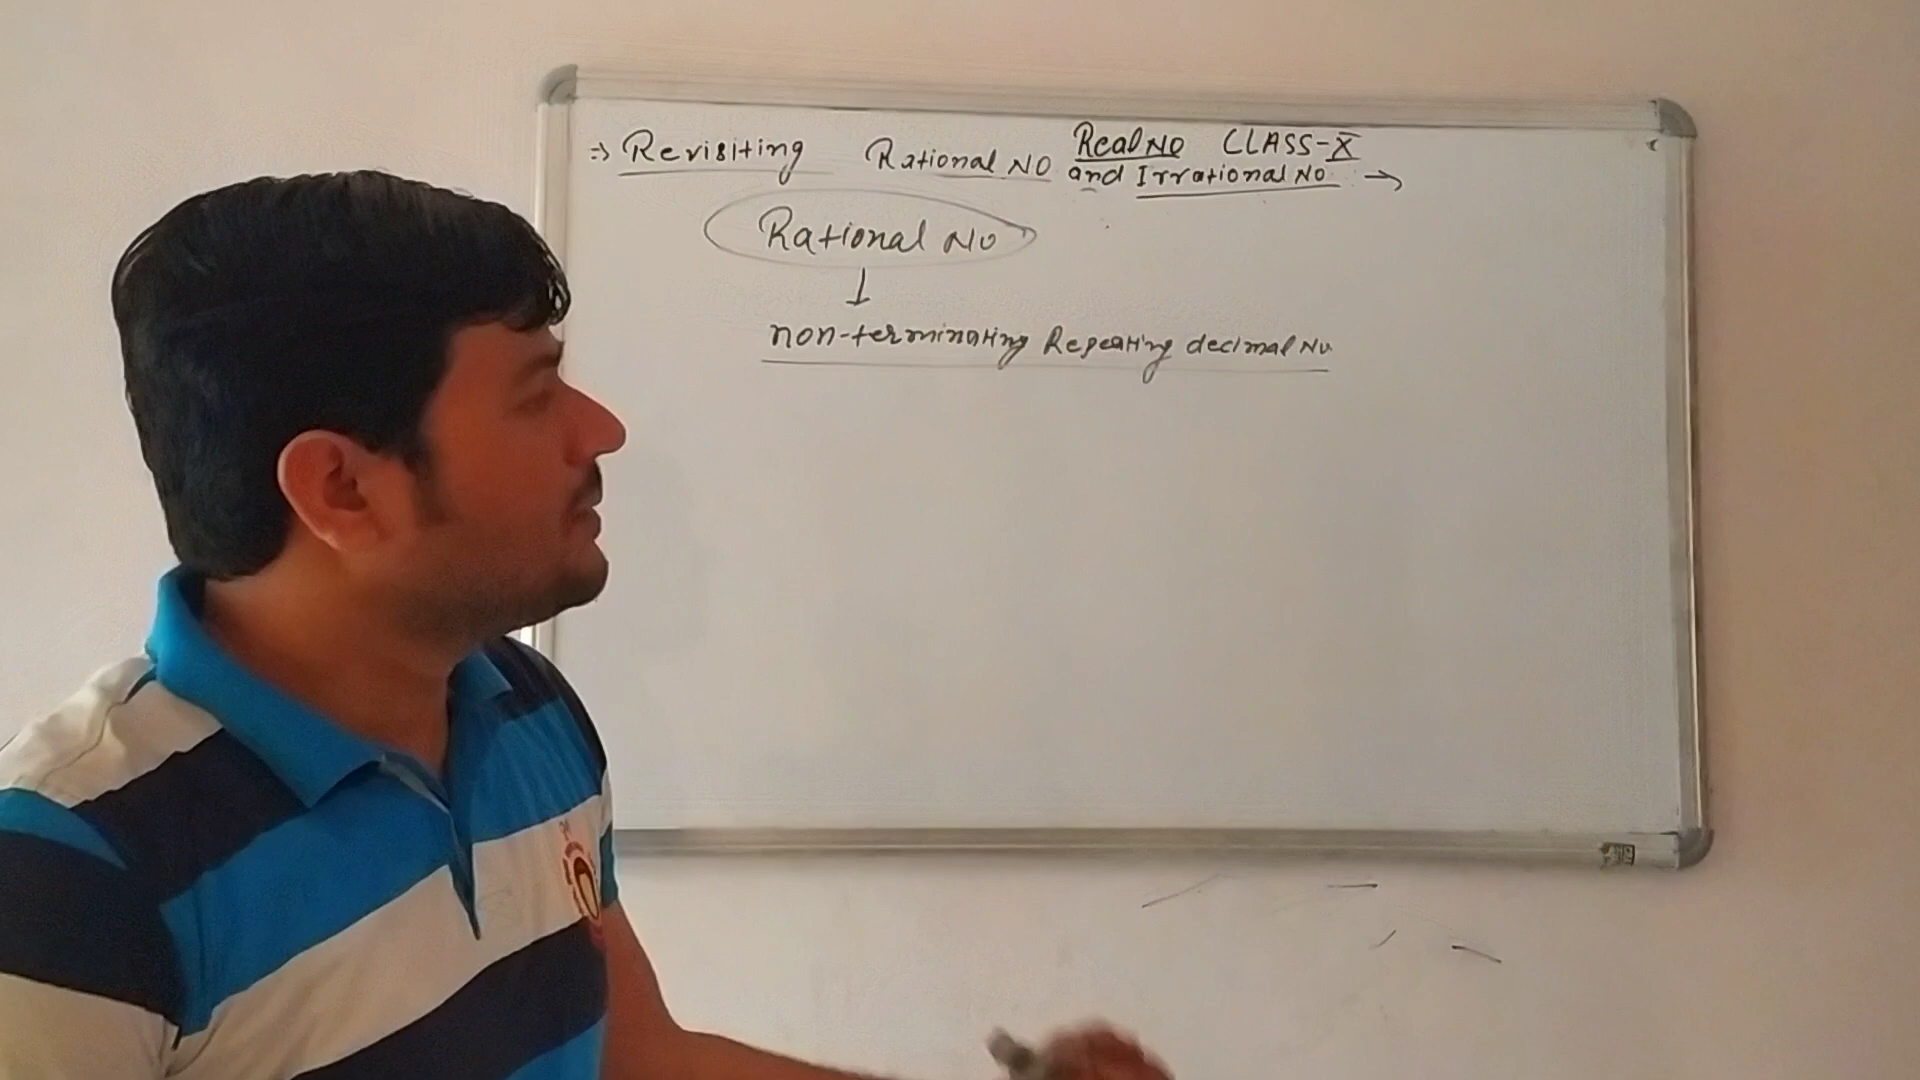 Real NO CLASS-X
⇒ Revisiting Rational NO and Irrational No →
Rational No
non-terminating Repeating decimal No